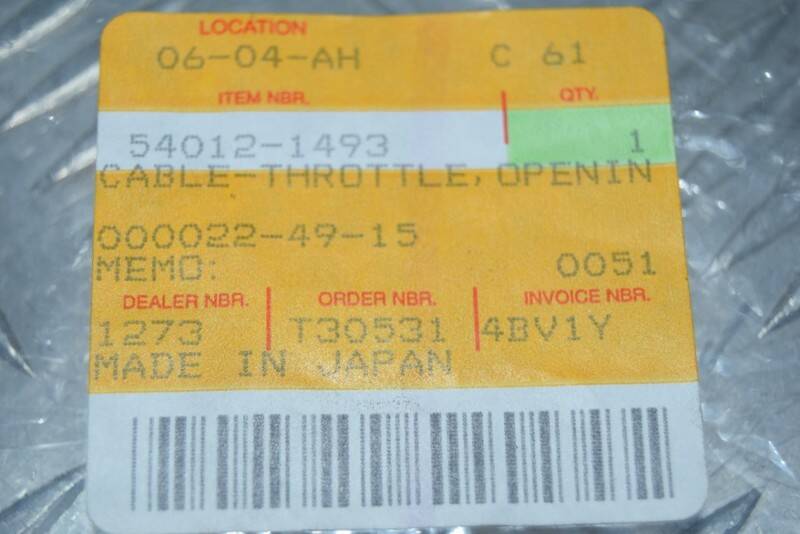 LOCATION
06-04-AH C 61
ITEM NBR. QTY.
54012-1493 1
CABLE-THROTTLE, OPENIN
000022-49-15
MEMO: 0051
DEALER NBR. ORDER NBR. INVOICE NBR.
1273 T30531 4BV1Y
MADE IN JAPAN